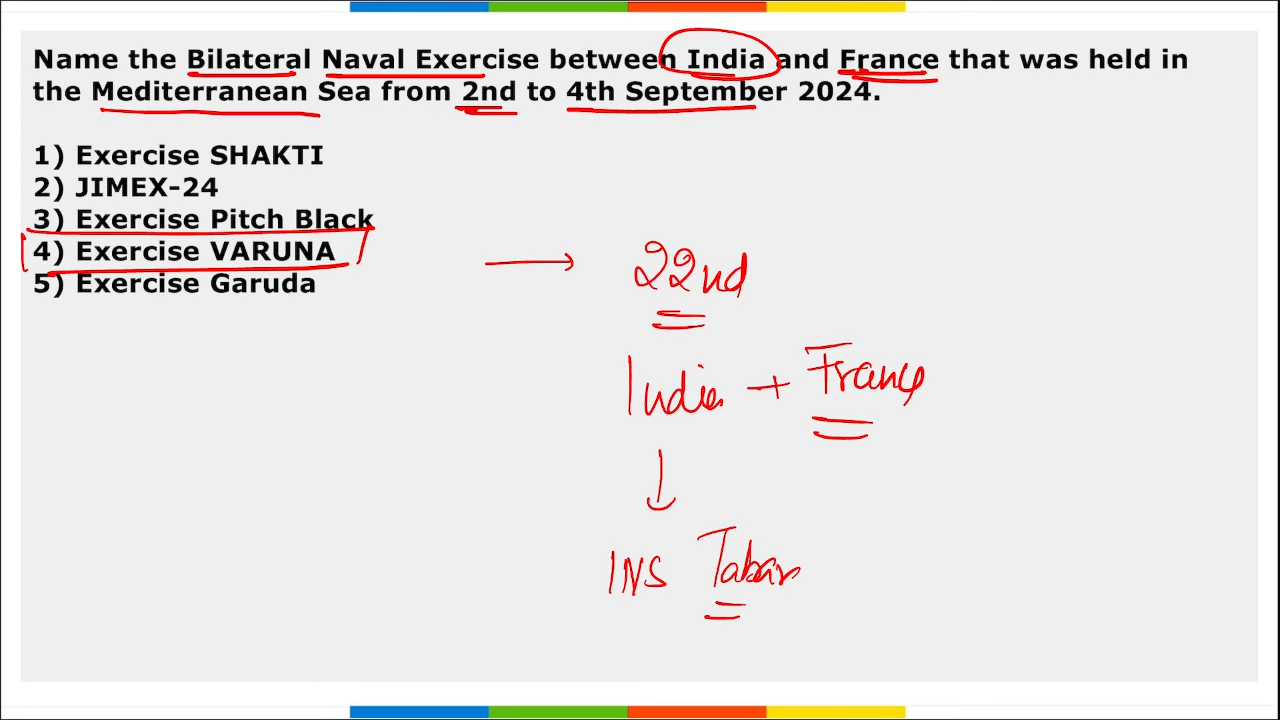 Name the Bilateral Naval Exercise between India and France that was held in
the Mediterranean Sea from 2nd to 4th September 2024.
1) Exercise SHAKTI
2) JIMEX-24
3) Exercise Pitch Black
4) Exercise VARUNA
5) Exercise Garuda
22nd
India + France
INS Tabar